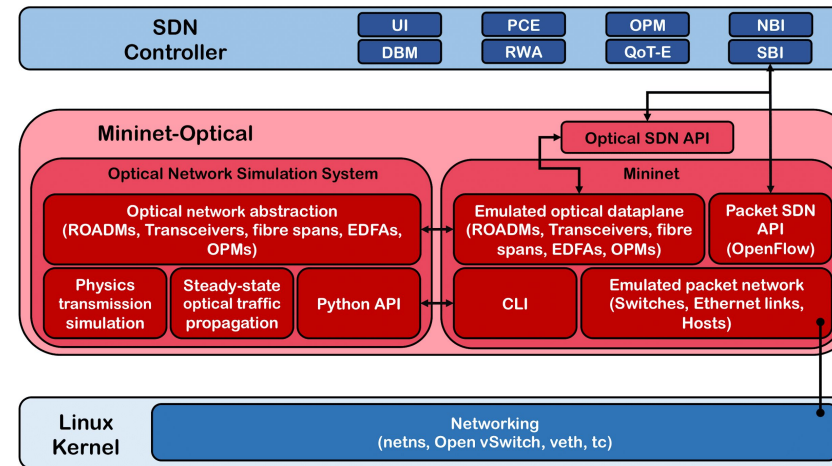 SDN
Controller
UI
PCE
OPM
NBI
DBM
RWA
QoT-E
SBI
Mininet-Optical
Optical SDN API
Optical Network Simulation System
Mininet
Optical network abstraction
(ROADMs, Transceivers, fibre spans, EDFAs,
OPMs)
Emulated optical dataplane
(ROADMs, Transceivers, fibre
spans, EDFAs, OPMs)
Packet SDN
API
(OpenFlow)
Physics
transmission
simulation
Steady-state
optical traffic
propagation
Python API
CLI
Emulated packet network
(Switches, Ethernet links,
Hosts)
Linux
Kernel
Networking
(netns, Open vSwitch, veth, tc)